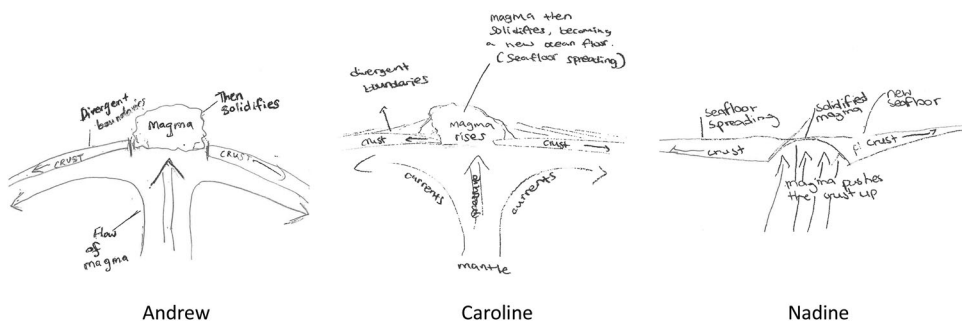 Divergent
boundaries
Then
Solidifies
Magma
CRUST
CRUST
Flow
of
magma
Andrew
magma then
solidifies, becoming
a new ocean floor.
(Seafloor spreading)
divergent
boundaries
Magma
rises
crust
crust
currents
currents
mantle
Caroline
seafloor
spreading
solidified
magma
new
seafloor
crust
crust
magma pushes
the crust up
Nadine